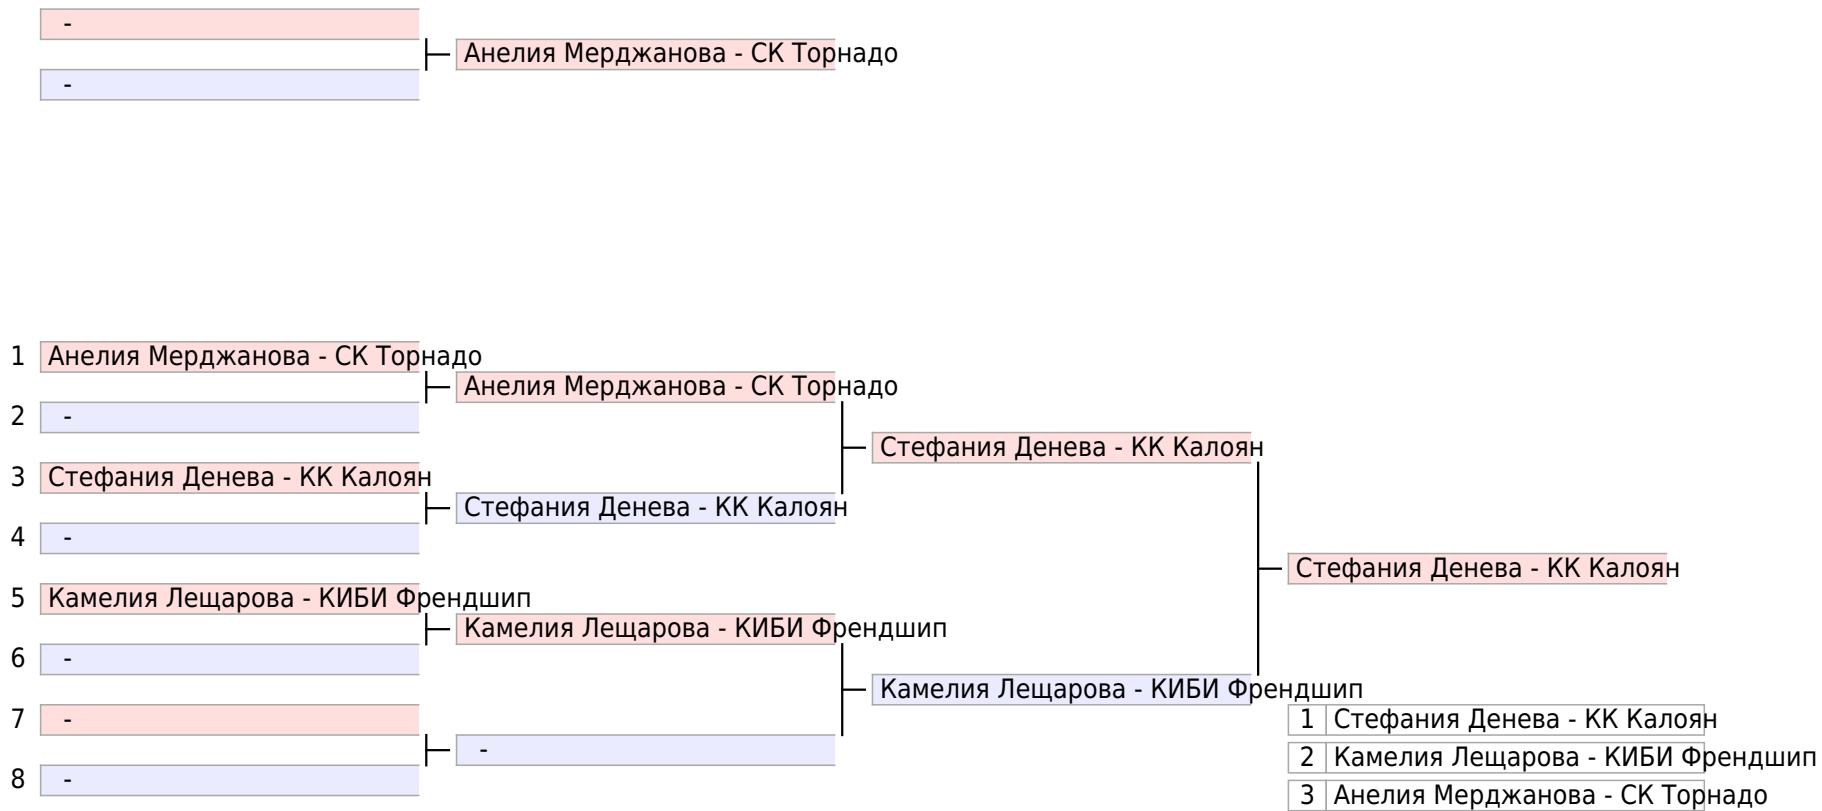 -
Анелия Мерджанова - СК Торнадо
-
1 Анелия Мерджанова - СК Торнадо
Анелия Мерджанова - СК Торнадо
2 -
Стефания Денева - КК Калоян
3 Стефания Денева - КК Калоян
Стефания Денева - КК Калоян
4 -
Стефания Денева - КК Калоян
5 Камелия Лещарова - КИБИ Френдшип
Камелия Лещарова - КИБИ Френдшип
6 -
Камелия Лещарова - КИБИ Френдшип
7 -
1 Стефания Денева - КК Калоян
-
2 Камелия Лещарова - КИБИ Френдшип
8 -
3 Анелия Мерджанова - СК Торнадо